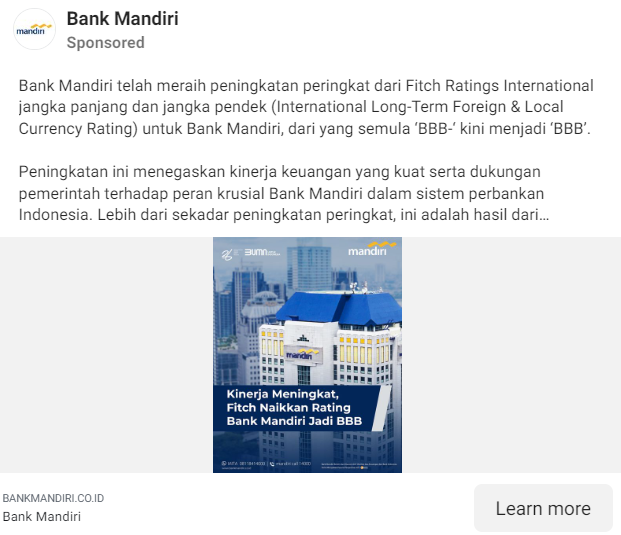 mandiri
Bank Mandiri
Sponsored
Bank Mandiri telah meraih peningkatan peringkat dari Fitch Ratings International
jangka panjang dan jangka pendek (International Long-Term Foreign & Local
Currency Rating) untuk Bank Mandiri, dari yang semula ‘BBB-‘ kini menjadi ‘BBB’.
Peningkatan ini menegaskan kinerja keuangan yang kuat serta dukungan
pemerintah terhadap peran krusial Bank Mandiri dalam sistem perbankan
Indonesia. Lebih dari sekadar peningkatan peringkat, ini adalah hasil dari…
BUMN
mandiri
mandiri
Kinerja Meningkat,
Fitch Naikkan Rating
Bank Mandiri Jadi BBB
BANKMANDIRI.CO.ID
Bank Mandiri
Learn more